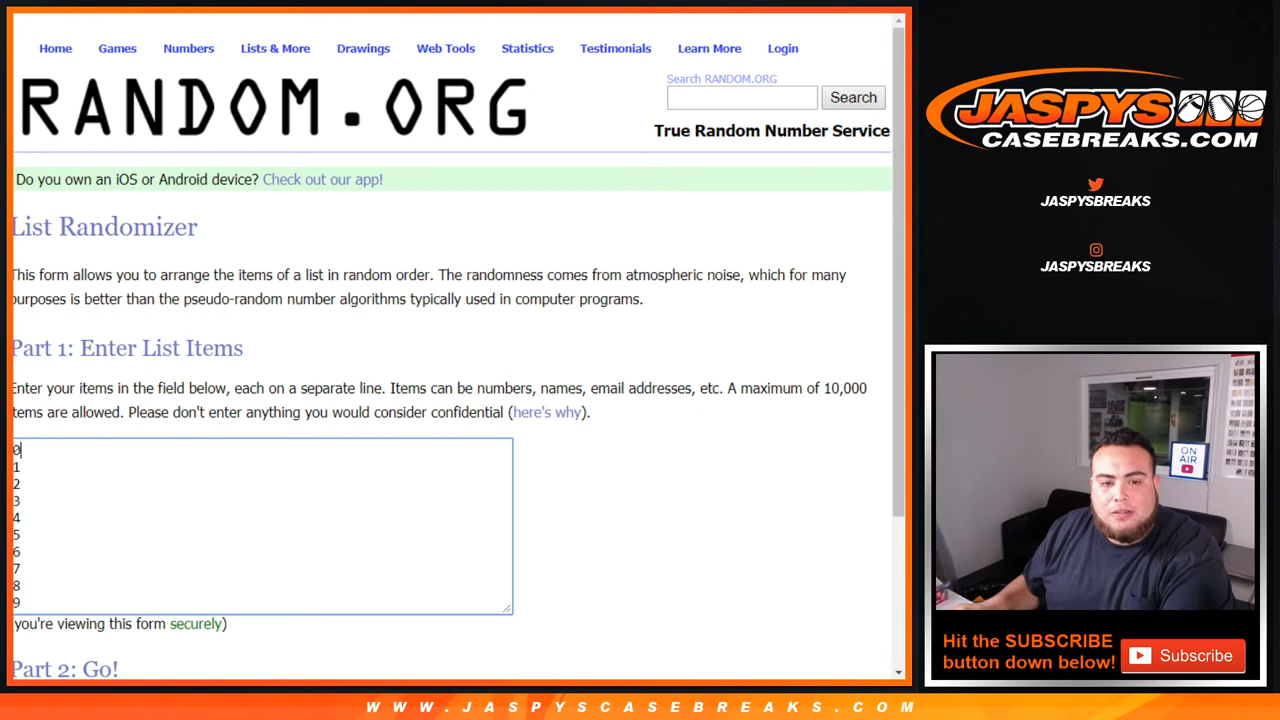 Home Games Numbers Lists & More Drawings Web Tools Statistics Testimonials Learn More Login
RANDOM.ORG
Search RANDOM.ORG
Search
True Random Number Service
Do you own an iOS or Android device? Check out our app!
List Randomizer
This form allows you to arrange the items of a list in random order. The randomness comes from atmospheric noise, which for many
purposes is better than the pseudo-random number algorithms typically used in computer programs.
Part 1: Enter List Items
Enter your items in the field below, each on a separate line. Items can be numbers, names, email addresses, etc. A maximum of 10,000
items are allowed. Please don't enter anything you would consider confidential (here's why).
0
1
2
3
4
5
6
7
8
9
(you're viewing this form securely)
Part 2: Go!
JASPYS
CASEBREAKS.COM
JASPYSBREAKS
JASPYSBREAKS
ON
AIR
Hit the SUBSCRIBE
button down below!
Subscribe
WWW.JASPYSCASEBREAKS.COM